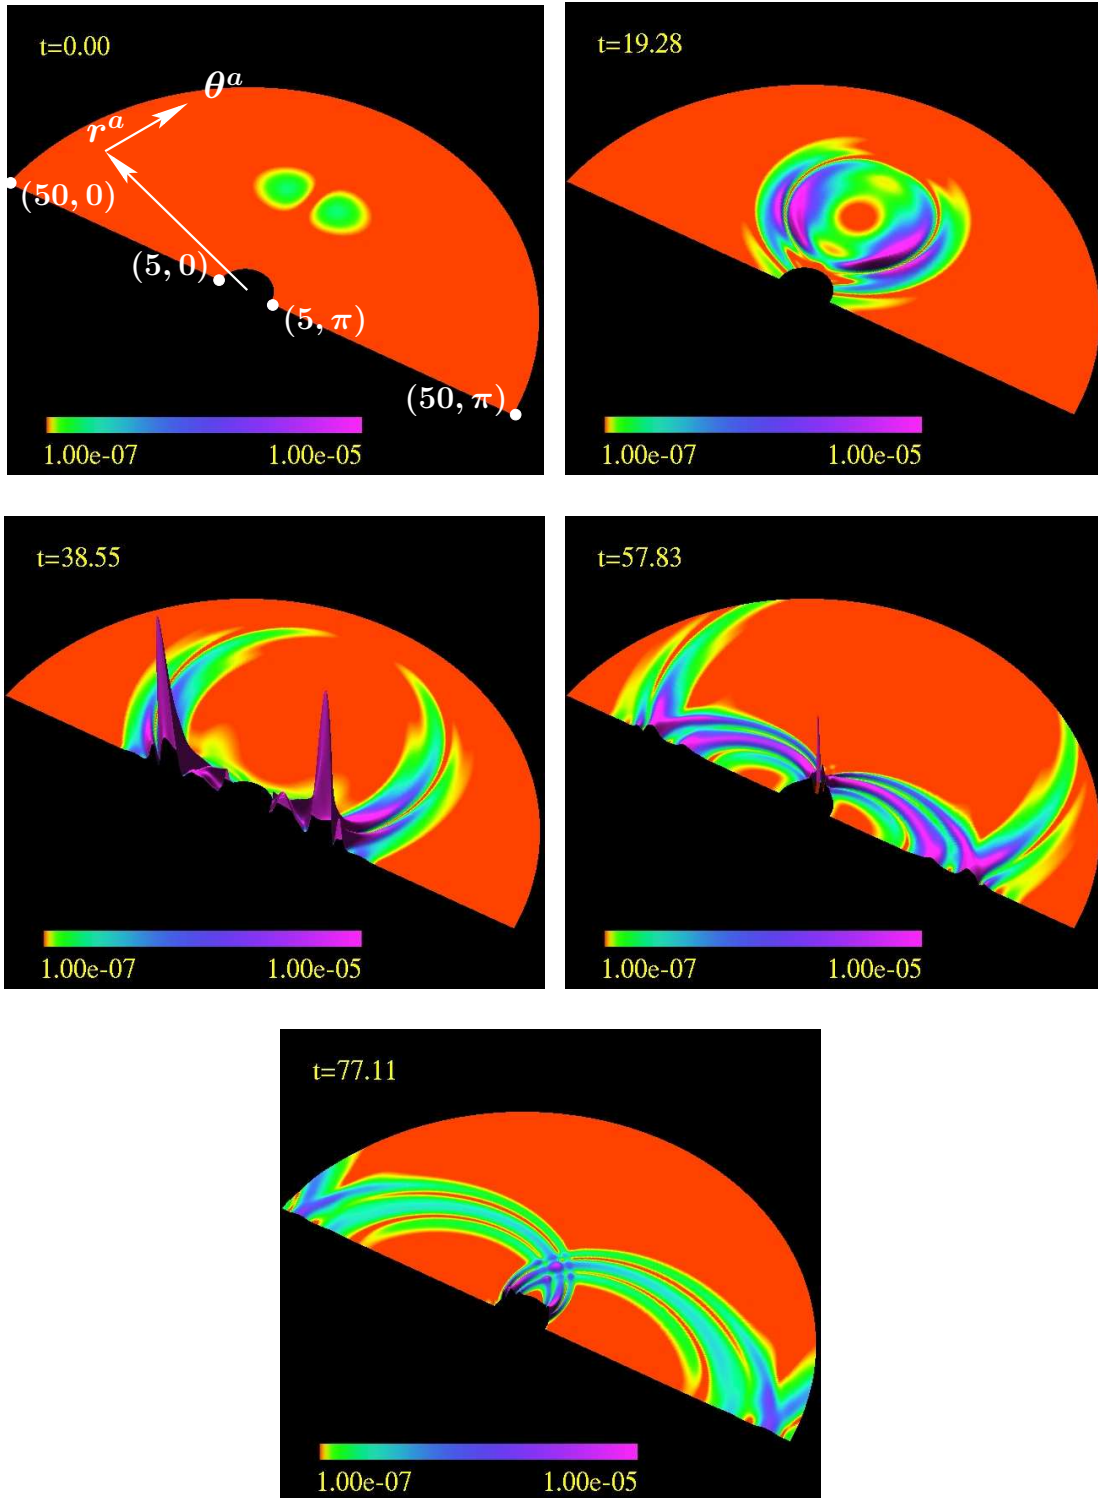 t=0.00
θ^a
r^a
(50, 0)
(5, 0)
(5, π)
(50, π)
1.00e-07 1.00e-05
t=19.28
1.00e-07 1.00e-05
t=38.55
1.00e-07 1.00e-05
t=57.83
1.00e-07 1.00e-05
t=77.11
1.00e-07 1.00e-05